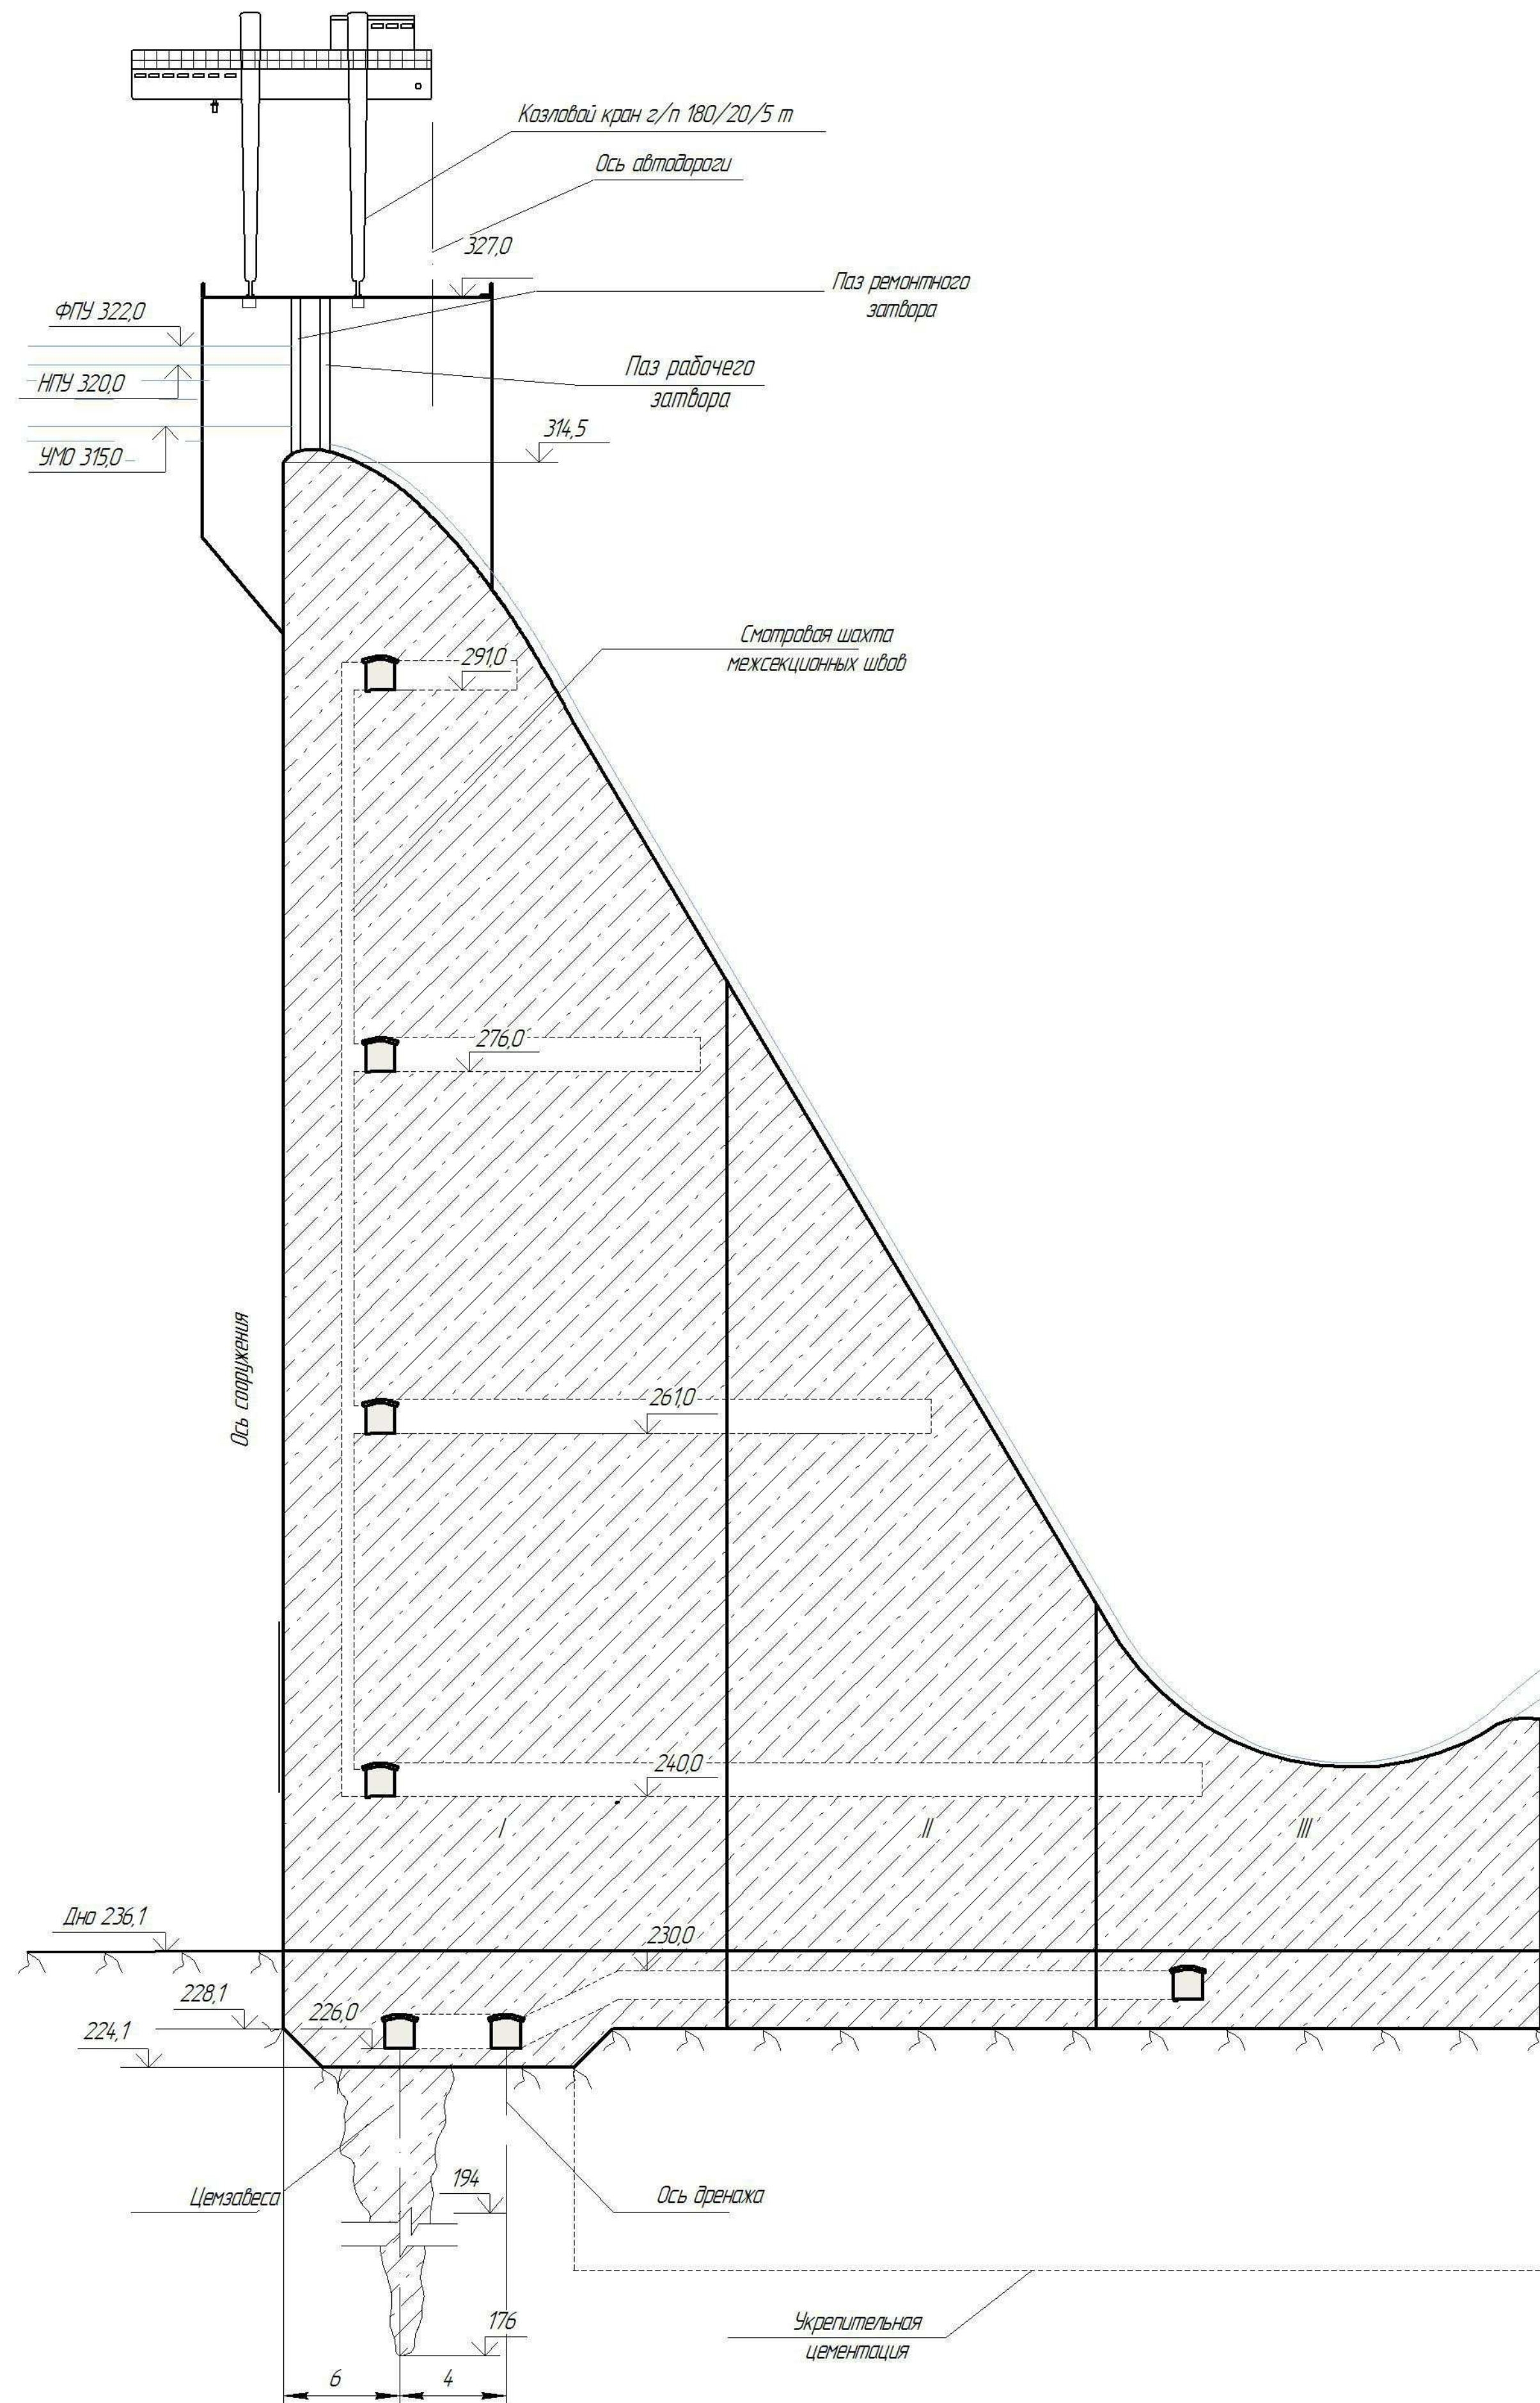 Козловой кран г/п 180/20/5 т
Ось автодороги
327,0
Паз ремонтного
затвора
ФПУ 322,0
Паз рабочего
затвора
НПУ 320,0
314,5
УМО 315,0
Смотровая шахта
межсекционных швов
291,0
276,0
261,0
Ось сооружения
240,0
I
II
III
Дно 236,1
230,0
228,1
226,0
224,1
194
Цемзавеса
Ось дренажа
176
Укрепительная
цементация
6
4